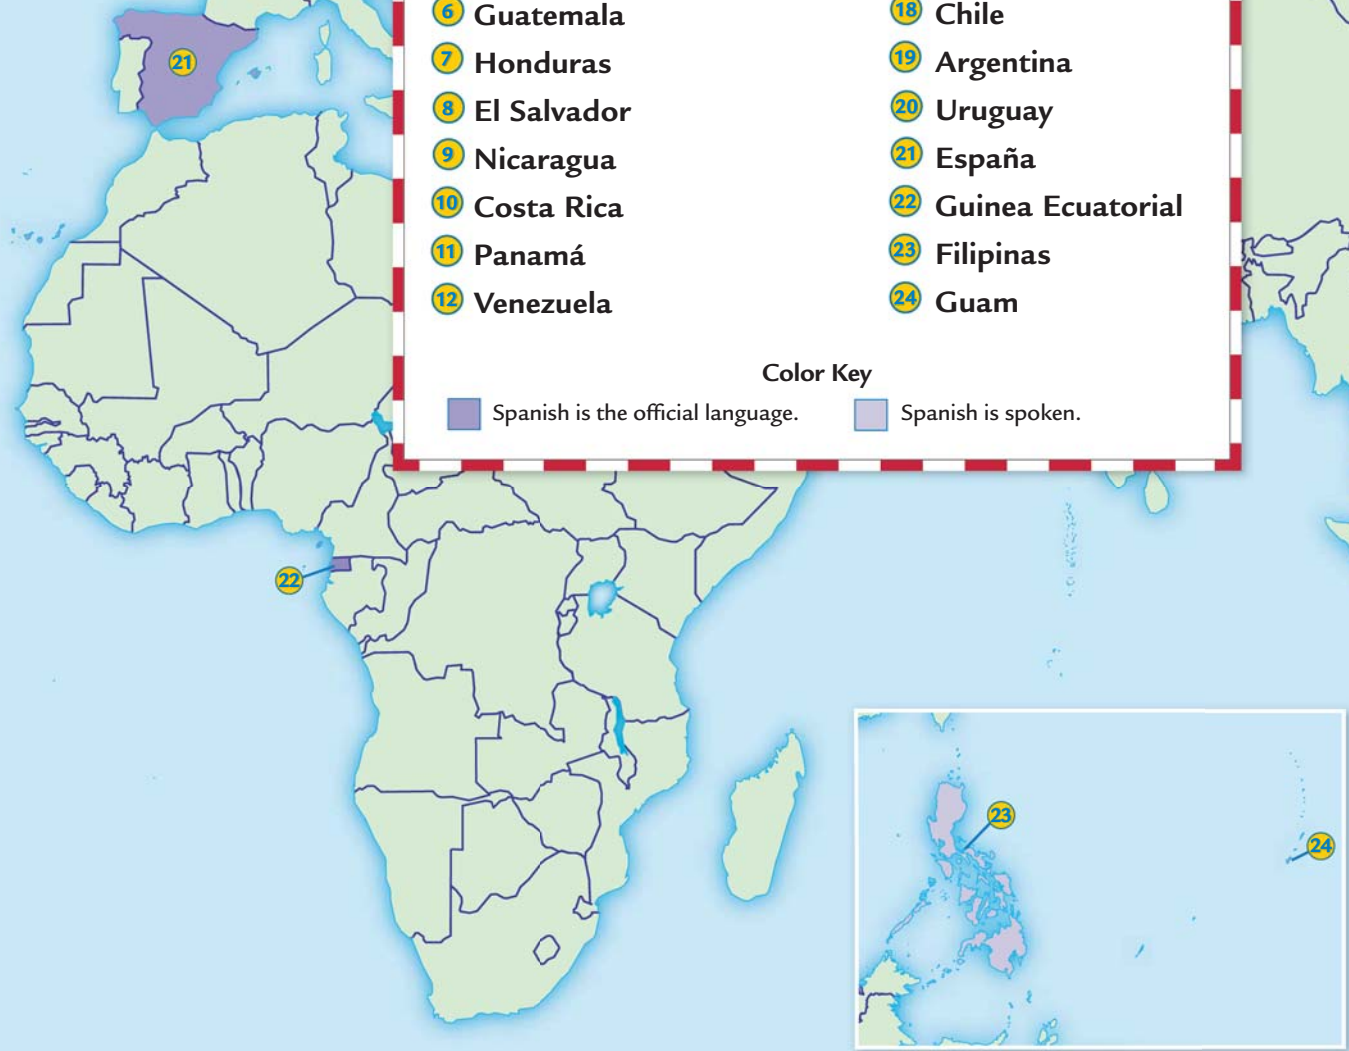 6 Guatemala
7 Honduras
8 El Salvador
9 Nicaragua
10 Costa Rica
11 Panamá
12 Venezuela
18 Chile
19 Argentina
20 Uruguay
21 España
22 Guinea Ecuatorial
23 Filipinas
24 Guam
Color Key
Spanish is the official language.
Spanish is spoken.
21
22
23
24